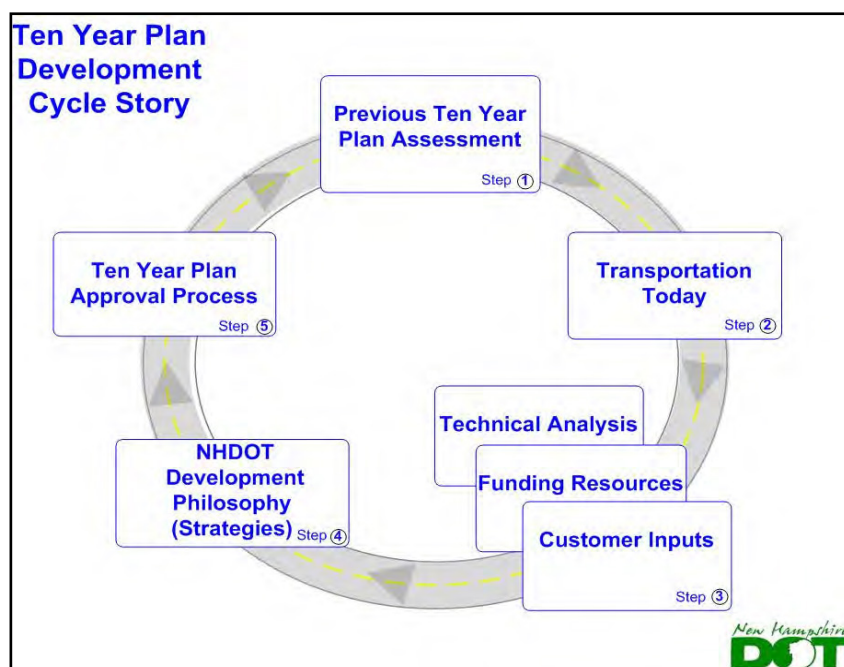 Ten Year Plan
Development
Cycle Story
Previous Ten Year
Plan Assessment
Step 1
Transportation
Today
Step 2
Technical Analysis
Funding Resources
Customer Inputs
Step 3
NHDOT
Development
Philosophy
(Strategies) Step 4
Ten Year Plan
Approval Process
Step 5
New Hampshire
DOT